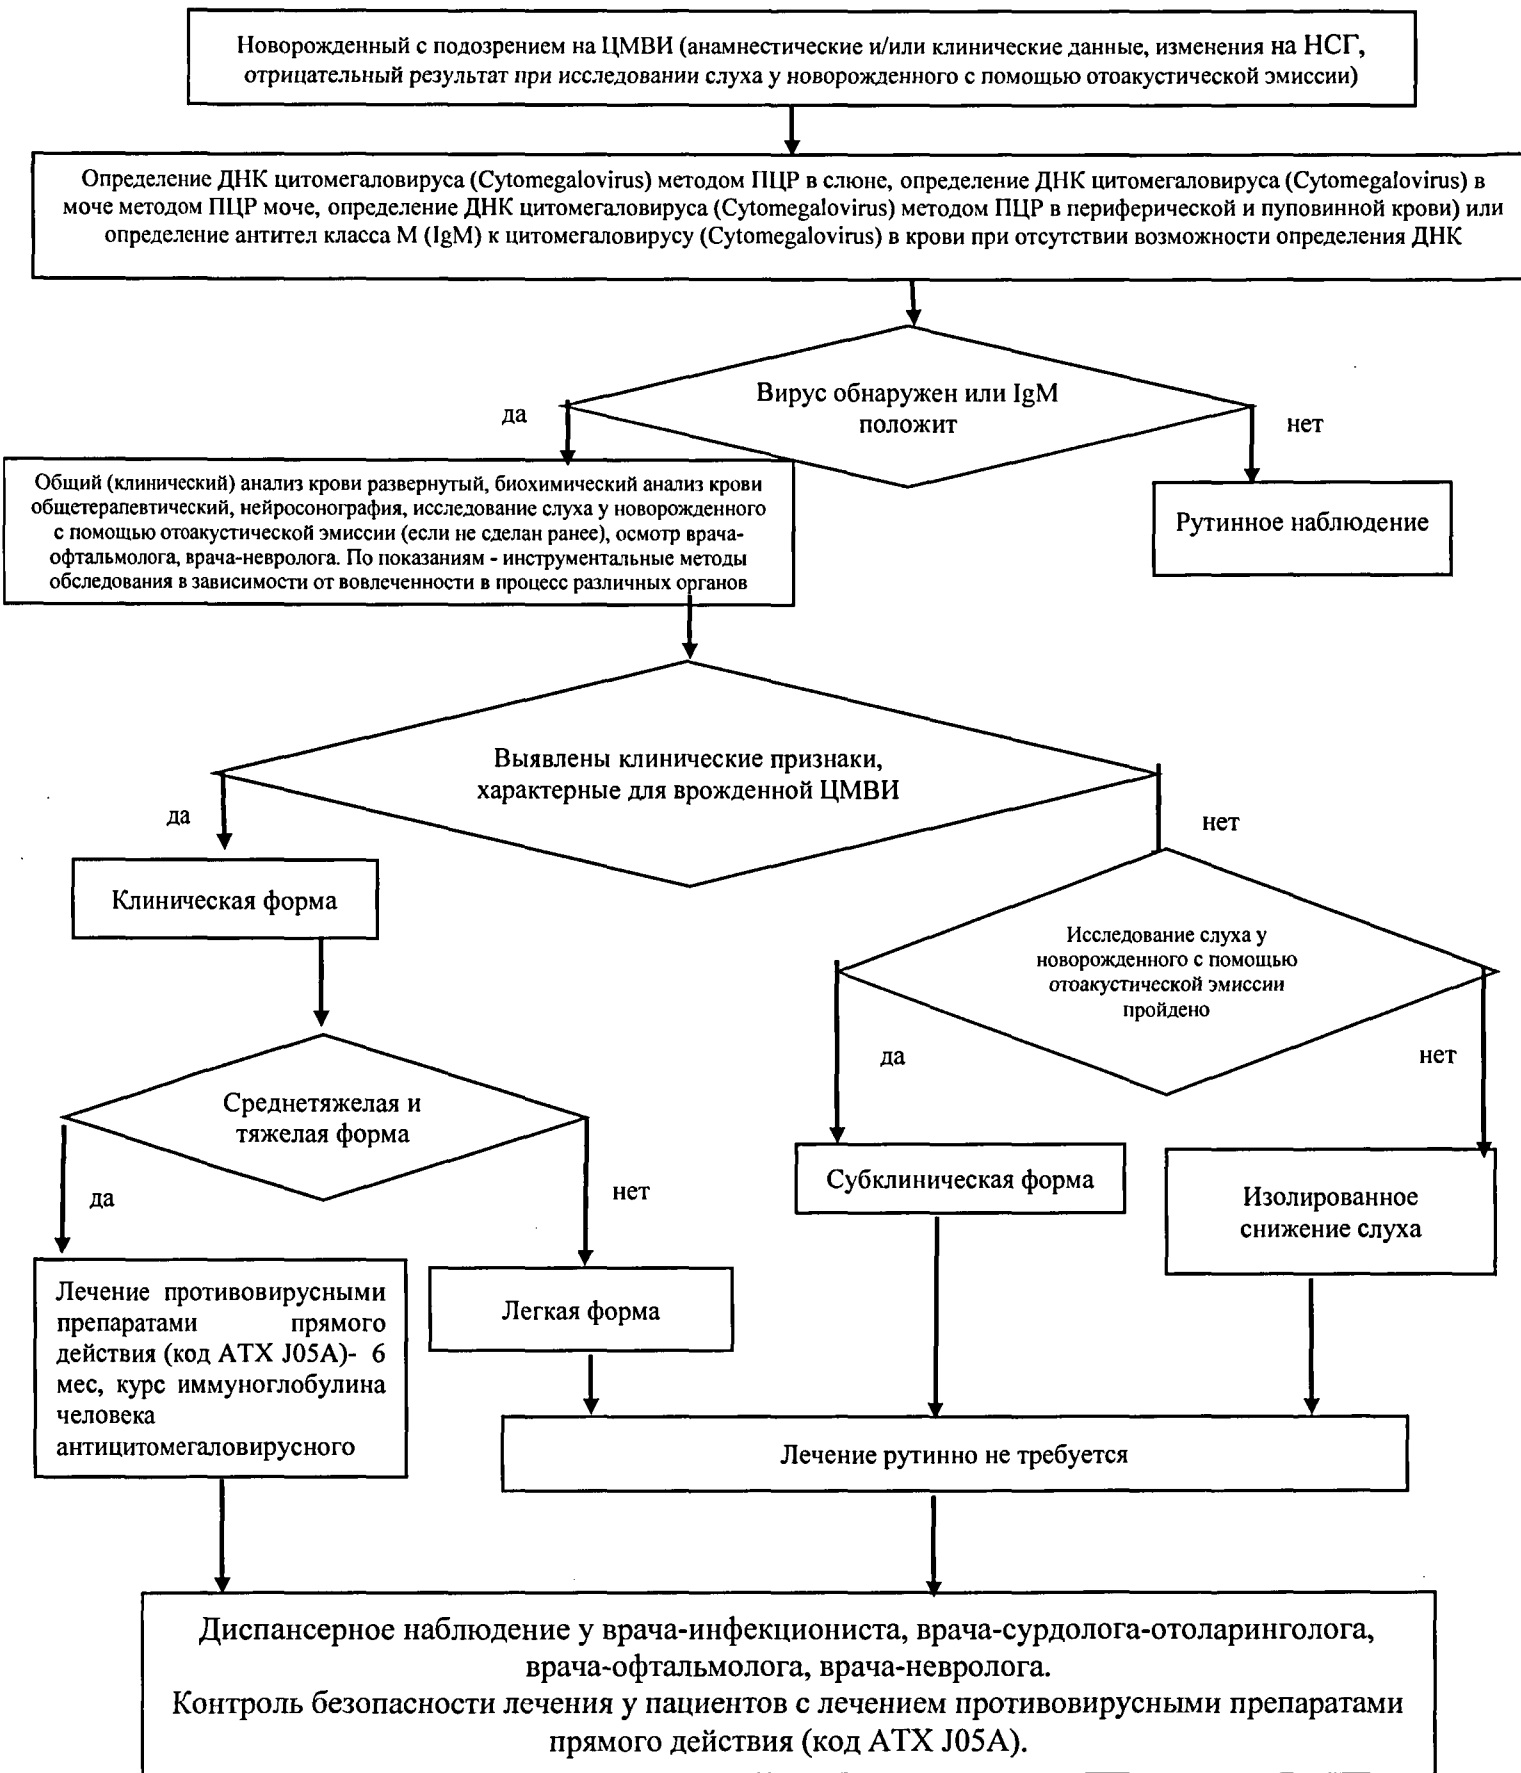 Новорожденный с подозрением на ЦМВИ (анамнестические и/или клинические данные, изменения на НСГ,
отрицательный результат при исследовании слуха у новорожденного с помощью отоакустической эмиссии)
Определение ДНК цитомегаловируса (Cytomegalovirus) методом ПЦР в слюне, определение ДНК цитомегаловируса (Cytomegalovirus) в
моче методом ПЦР моче, определение ДНК цитомегаловируса (Cytomegalovirus) методом ПЦР в периферической и пуповинной крови) или
определение антител класса М (IgM) к цитомегаловирусу (Cytomegalovirus) в крови при отсутствии возможности определения ДНК
Вирус обнаружен или IgM
положит
да
нет
Общий (клинический) анализ крови развернутый, биохимический анализ крови
общетерапевтический, нейросонография, исследование слуха у новорожденного
с помощью отоакустической эмиссии (если не сделан ранее), осмотр врача-
офтальмолога, врача-невролога. По показаниям - инструментальные методы
обследования в зависимости от вовлеченности в процесс различных органов
Рутинное наблюдение
Выявлены клинические признаки,
характерные для врожденной ЦМВИ
да
нет
Клиническая форма
Исследование слуха у
новорожденного с помощью
отоакустической эмиссии
пройдено
да
нет
Среднетяжелая и
тяжелая форма
да
нет
Субклиническая форма
Изолированное
снижение слуха
Лечение противовирусными
препаратами прямого
действия (код АТХ J05A)- 6
мес, курс иммуноглобулина
человека
антицитомегаловирусного
Легкая форма
Лечение рутинно не требуется
Диспансерное наблюдение у врача-инфекциониста, врача-сурдолога-отоларинголога,
врача-офтальмолога, врача-невролога.
Контроль безопасности лечения у пациентов с лечением противовирусными препаратами
прямого действия (код АТХ J05A).